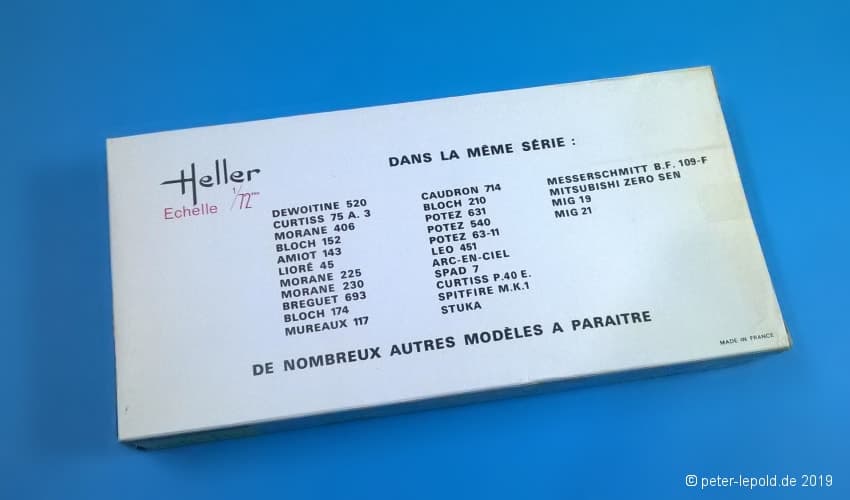 Heller
Echelle 1/72ème
DANS LA MÊME SÉRIE :
DEWOITINE 520
CURTISS 75 A. 3
MORANE 406
BLOCH 152
AMIOT 143
LIORÉ 45
MORANE 225
MORANE 230
BREGUET 693
BLOCH 174
MUREAUX 117
CAUDRON 714
BLOCH 210
POTEZ 631
POTEZ 540
POTEZ 63-11
LEO 451
ARC-EN-CIEL
SPAD 7
CURTISS P.40 E.
SPITFIRE M.K.1
STUKA
MESSERSCHMITT B.F. 109-F
MITSUBISHI ZERO SEN
MIG 19
MIG 21
DE NOMBREUX AUTRES MODÈLES A PARAITRE
MADE IN FRANCE
© peter-lepold.de 2019